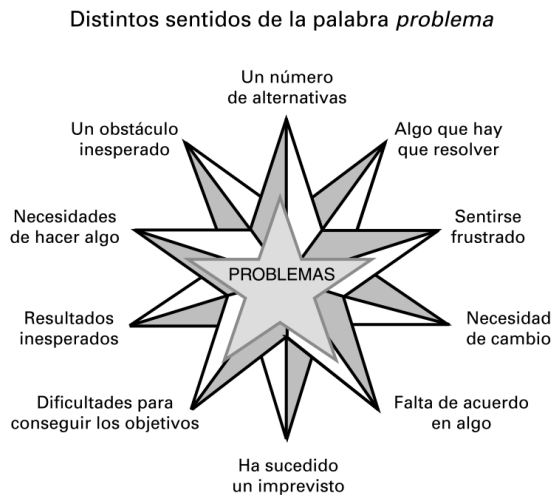 Distintos sentidos de la palabra problema
Un número
de alternativas
Un obstáculo
inesperado
Algo que hay
que resolver
Necesidades
de hacer algo
Sentirse
frustrado
PROBLEMAS
Resultados
inesperados
Necesidad
de cambio
Dificultades para
conseguir los objetivos
Falta de acuerdo
en algo
Ha sucedido
un imprevisto